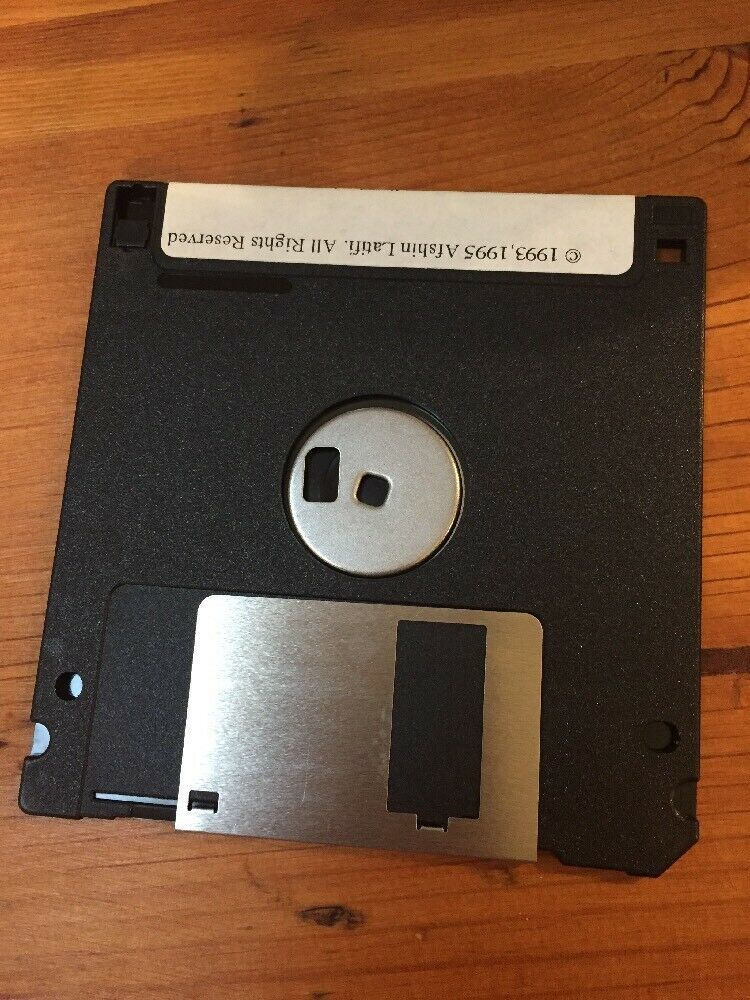 © 1993, 1995 Afshin Latifi. All Rights Reserved